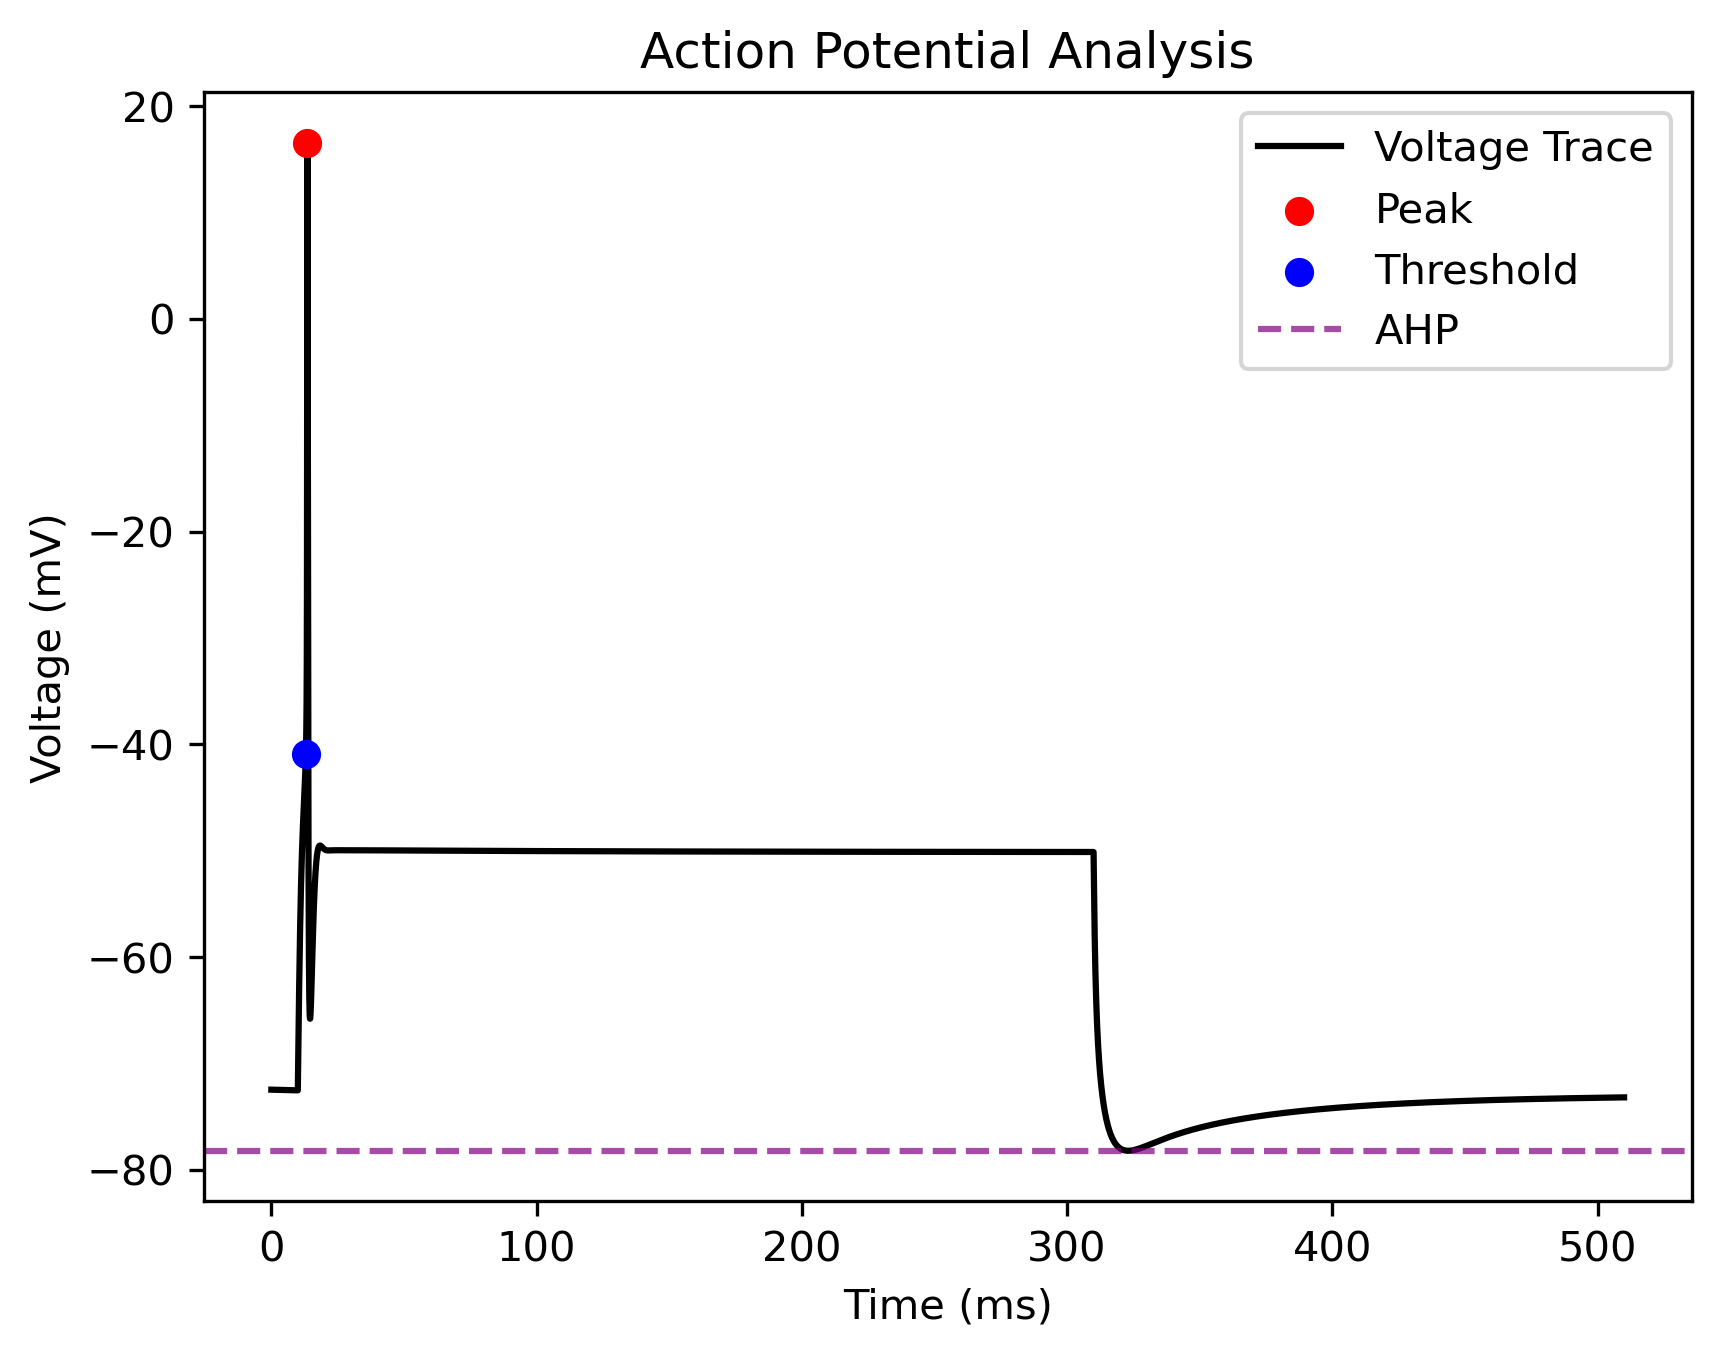 Action Potential Analysis
Voltage Trace
Peak
Threshold
AHP
20
0
−20
−40
−60
−80
Voltage (mV)
0 100 200 300 400 500
Time (ms)